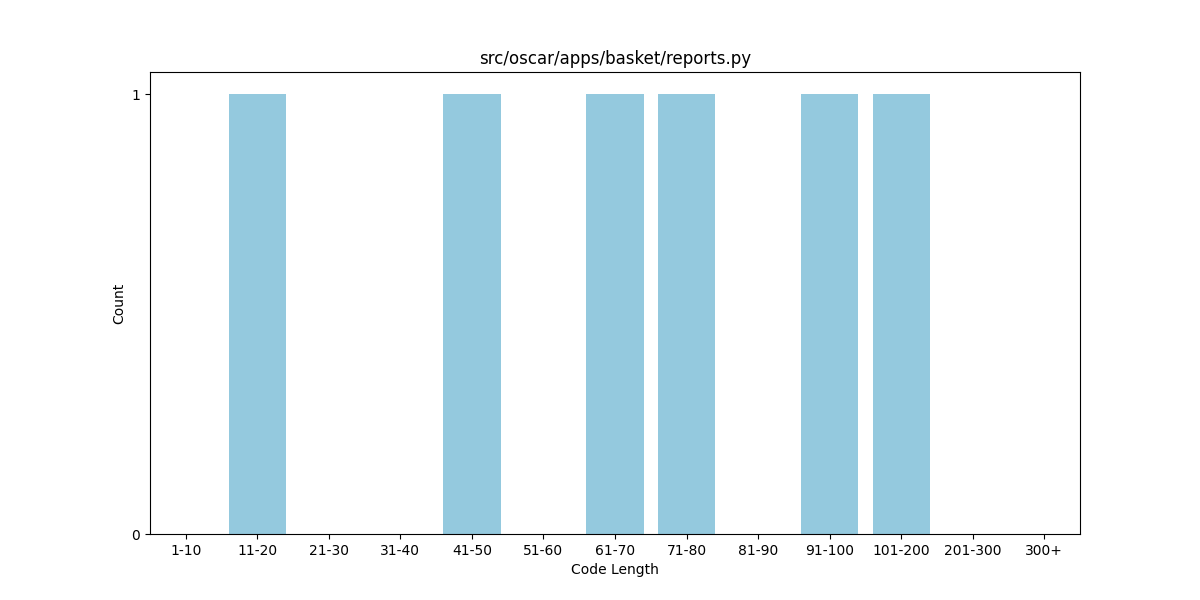 src/oscar/apps/basket/reports.py
1
Count
0
1-10 11-20 21-30 31-40 41-50 51-60 61-70 71-80 81-90 91-100 101-200 201-300 300+
Code Length